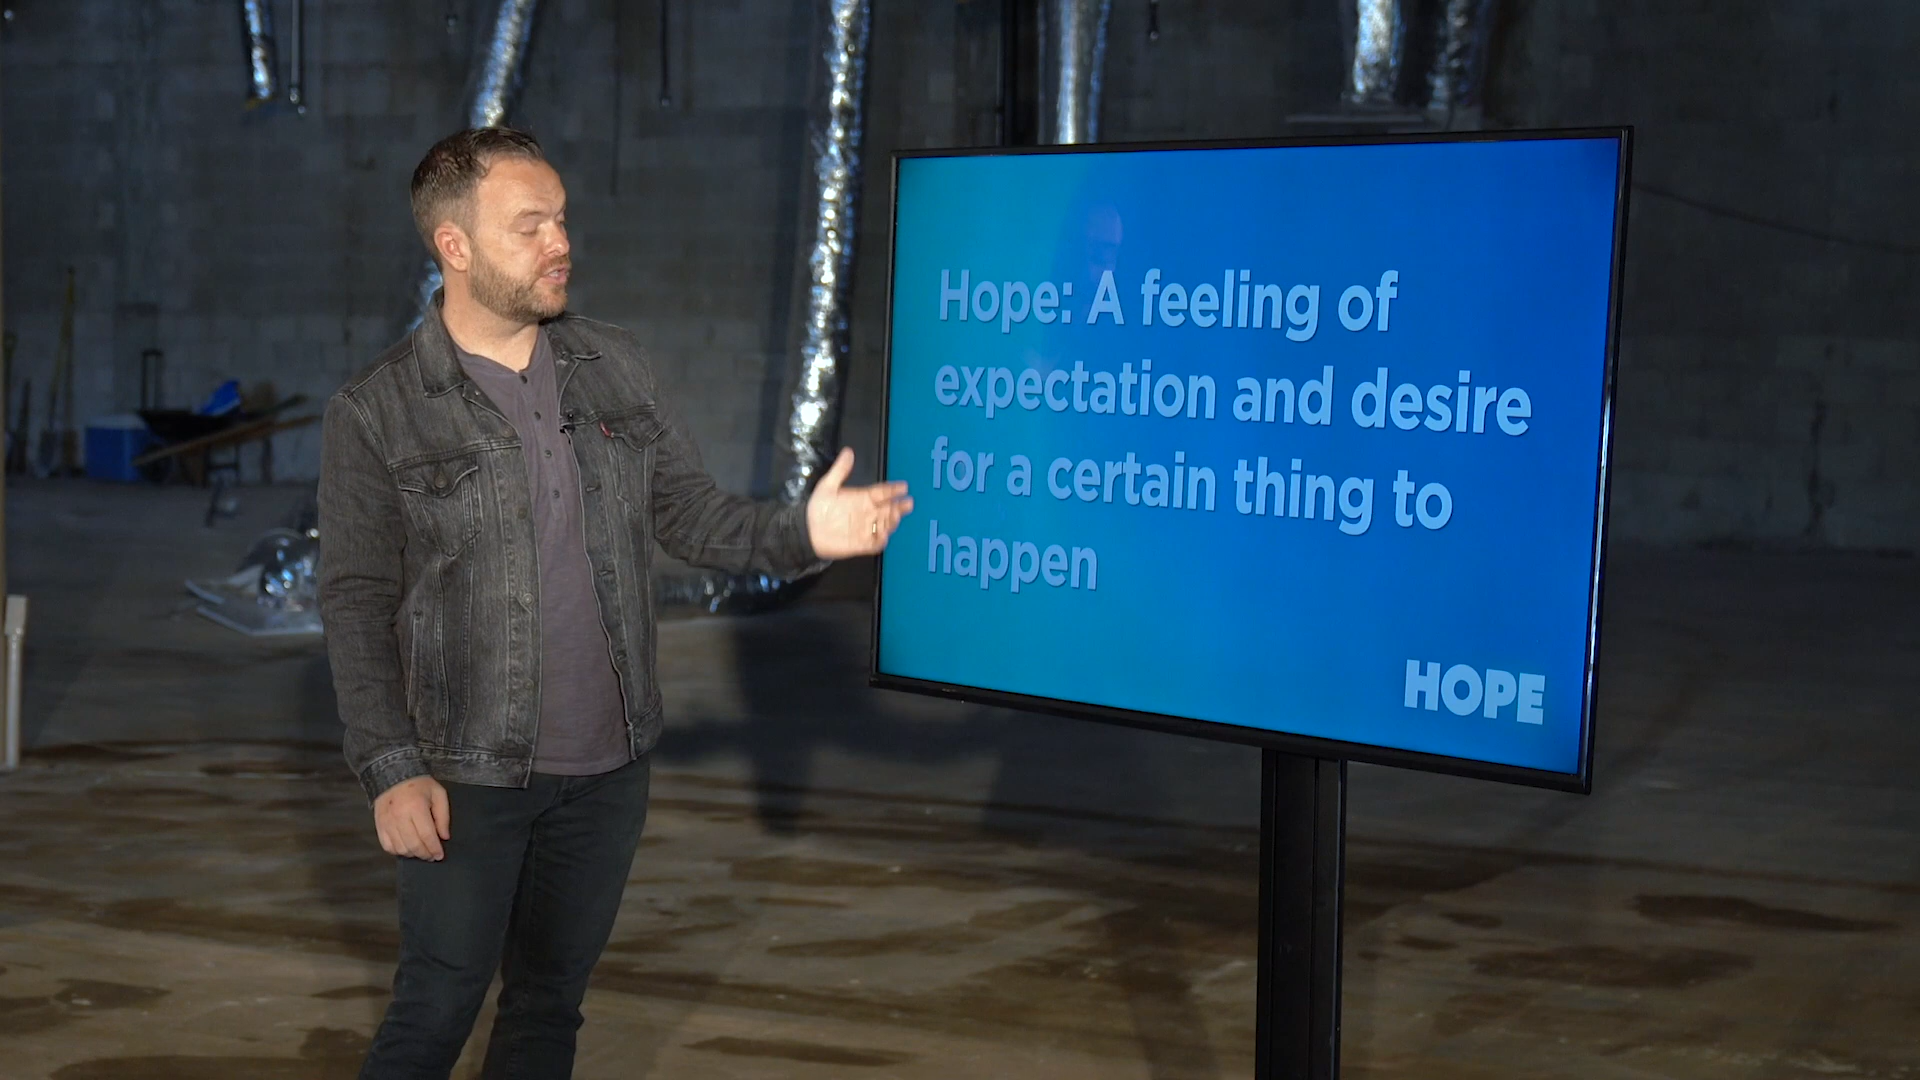 Hope: A feeling of
expectation and desire
for a certain thing to
happen
HOPE